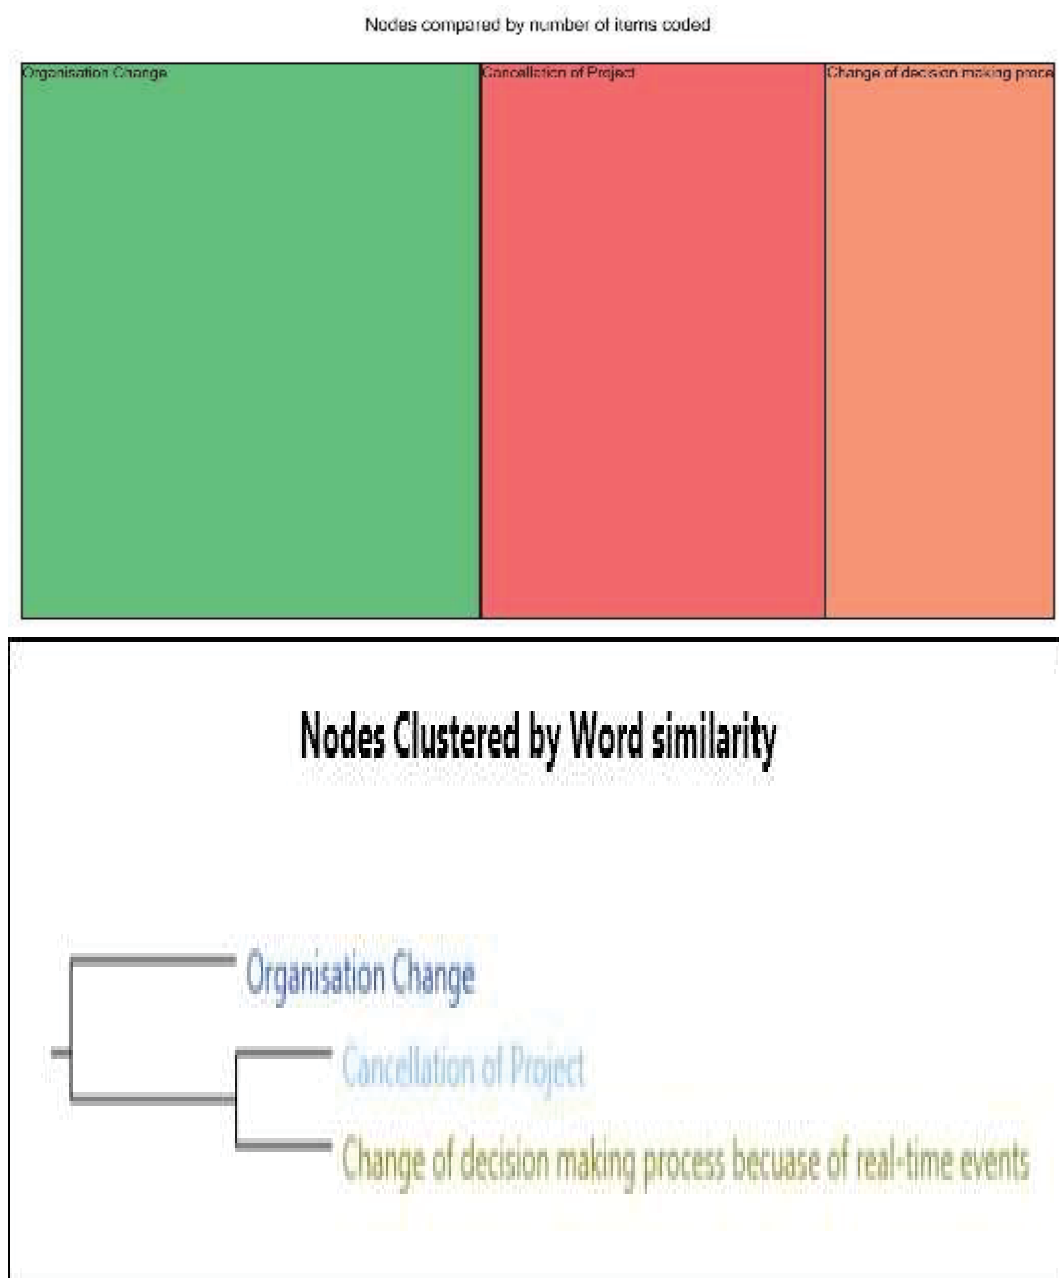 Nodes compared by number of items coded
Organisation Change
Cancellation of Project
Change of decision making proce
Nodes Clustered by Word similarity
Organisation Change
Cancellation of Project
Change of decision making process becuase of real-time events